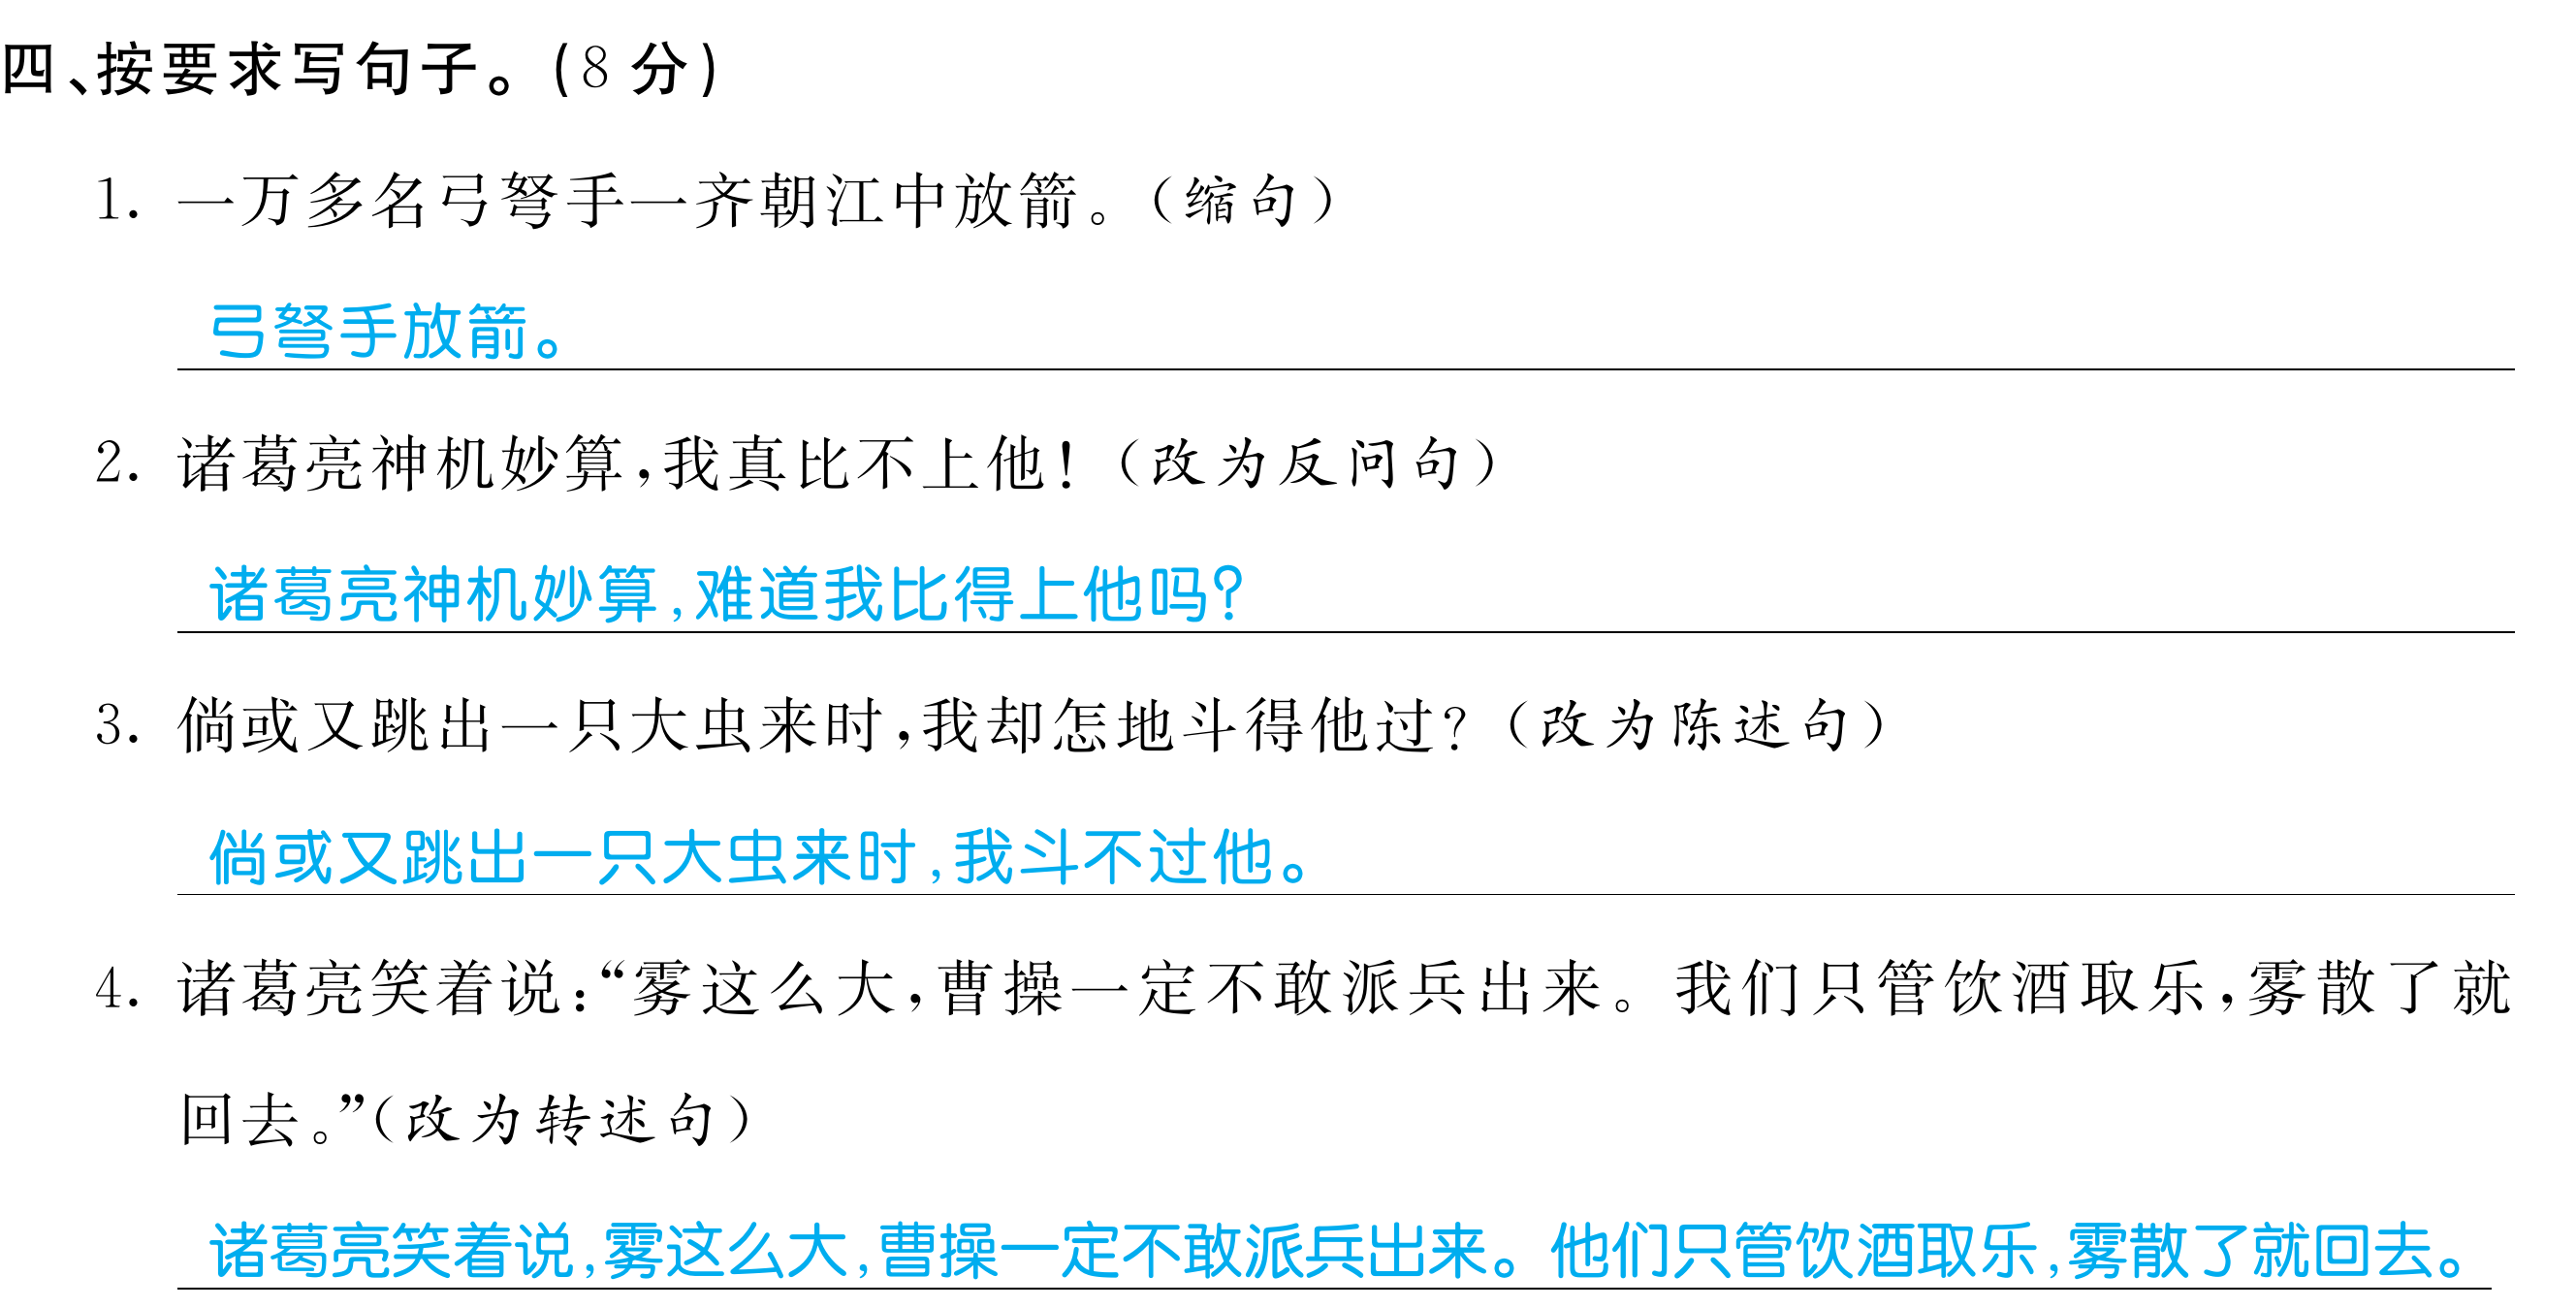 四、按要求写句子。(8 分)
1. 一万多名弓弩手一齐朝江中放箭。(缩句)
弓弩手放箭。
2. 诸葛亮神机妙算,我真比不上他!(改为反问句)
诸葛亮神机妙算,难道我比得上他吗?
3. 倘或又跳出一只大虫来时,我却怎地斗得他过?(改为陈述句)
倘或又跳出一只大虫来时,我斗不过他。
4. 诸葛亮笑着说:“雾这么大,曹操一定不敢派兵出来。我们只管饮酒取乐,雾散了就
回去。”(改为转述句)
诸葛亮笑着说,雾这么大,曹操一定不敢派兵出来。他们只管饮酒取乐,雾散了就回去。